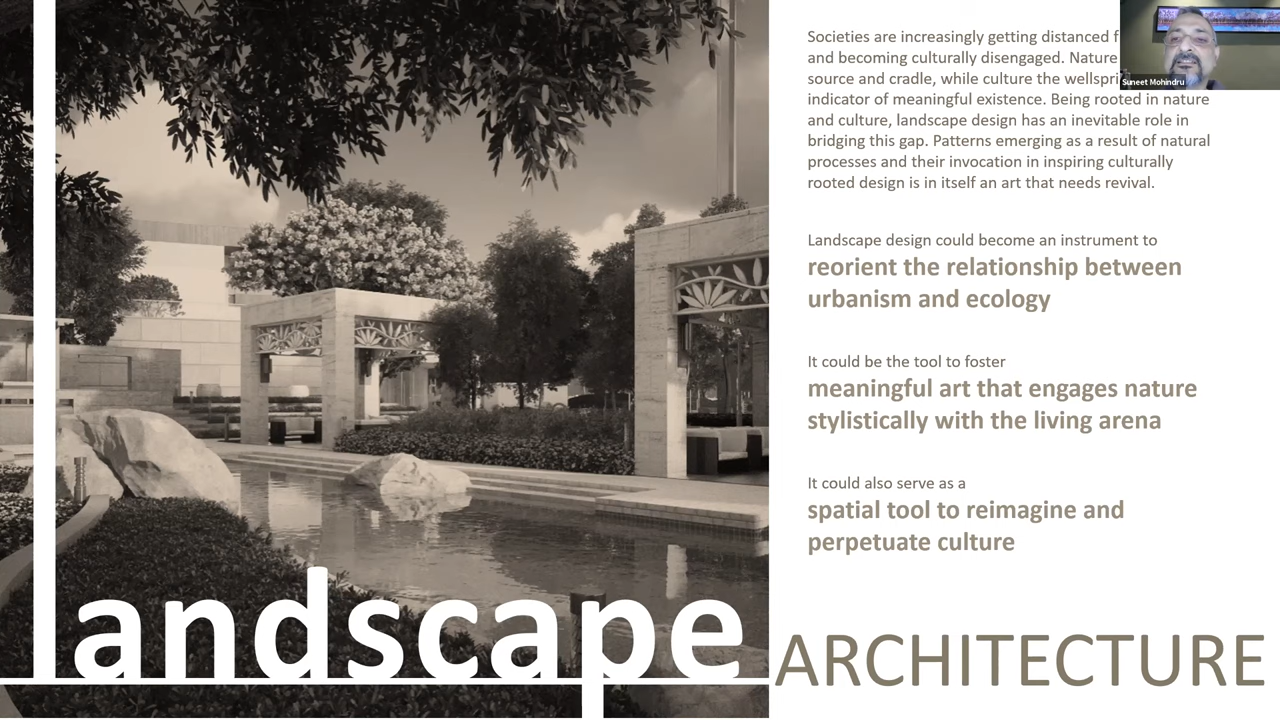 Societies are increasingly getting distanced
and becoming culturally disengaged. Nature
source and cradle, while culture the
indicator of meaningful existence. Being rooted in nature
and culture, landscape design has an inevitable role in
bridging this gap. Patterns emerging as a result of natural
processes and their invocation in inspiring culturally
rooted design is in itself an art that needs revival.
Suneet Mohindru
Landscape design could become an instrument to
reorient the relationship between
urbanism and ecology
It could be the tool to foster
meaningful art that engages nature
stylistically with the living arena
It could also serve as a
spatial tool to reimagine and
perpetuate culture
landscape ARCHITECTURE